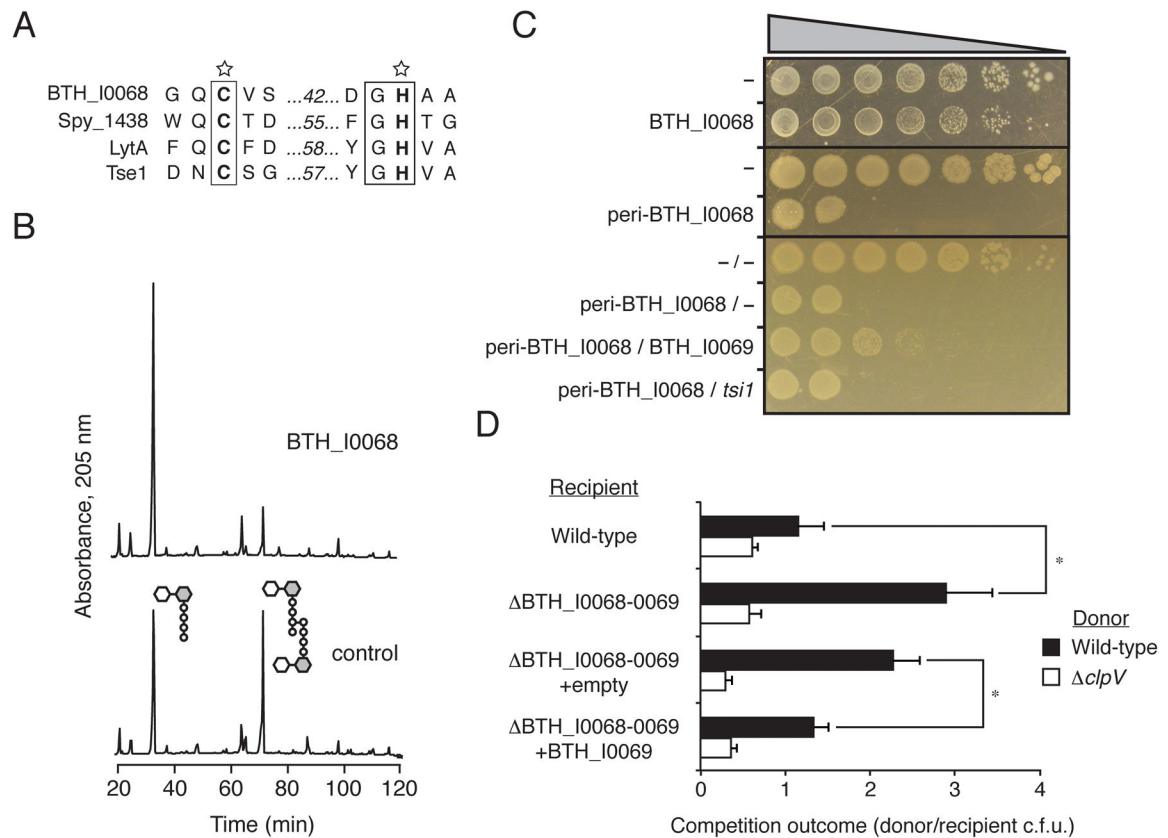 A
BTH_I0068 G Q C V S ...42... D G H A A
Spy_1438 W Q C T D ...55... F G H T G
LytA F Q C F D ...58... Y G H V A
Tse1 D N C S G ...57... Y G H V A
B
Absorbance, 205 nm
BTH_I0068
control
20 40 60 80 100 120
Time (min)
C
–
BTH_I0068
–
peri-BTH_I0068
– / –
peri-BTH_I0068 / –
peri-BTH_I0068 / BTH_I0069
peri-BTH_I0068 / tsi1
D
Recipient
Wild-type
ΔBTH_I0068-0069
ΔBTH_I0068-0069
+empty
ΔBTH_I0068-0069
+BTH_I0069
*
*
Donor
Wild-type
ΔclpV
0 1 2 3 4
Competition outcome (donor/recipient c.f.u.)